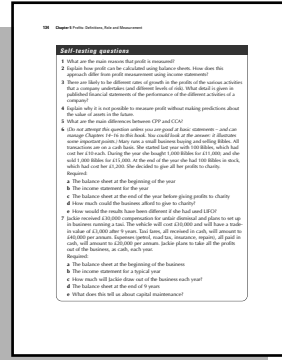 136 Chapter 5 Profits: Definitions, Role and Measurement
Self-testing questions
1 What are the main reasons that profit is measured?
2 Explain how profit can be calculated using balance sheets. How does this
approach differ from profit measurement using income statements?
3 There are likely to be different rates of growth in the profits of the various activities
that a company undertakes (and different levels of risk). What detail is given in
published financial statements of the performance of the different activities of a
company?
4 Explain why it is not possible to measure profit without making predictions about
the value of assets in the future.
5 What are the main differences between CPP and CCA?
6 (Do not attempt this question unless you are good at basic statements – and can
manage Chapters 14–16 in this book. You could look at the answer: it illustrates
some important points.) Mary runs a small business buying and selling Bibles. All
transactions are on a cash basis. She started last year with 100 Bibles, which had
cost her £10 each. During the year she bought 1,000 Bibles for £11,000, and she
sold 1,000 Bibles for £15,000. At the end of the year she had 100 Bibles in stock,
which had cost her £1,200. She decided to give all her profits to charity.
Required:
a The balance sheet at the beginning of the year
b The income statement for the year
c The balance sheet at the end of the year before giving profits to charity
d How much could the business afford to give to charity?
e How would the results have been different if she had used LIFO?
7 Jackie received £30,000 compensation for unfair dismissal and plans to set up
in business running a taxi. The vehicle will cost £30,000 and will have a trade-
in value of £3,000 after 9 years. Taxi fares, all received in cash, will amount to
£40,000 per annum. Expenses (petrol, road tax, insurance, repairs), all paid in
cash, will amount to £20,000 per annum. Jackie plans to take all the profits
out of the business, as cash, each year.
Required:
a The balance sheet at the beginning of the business
b The income statement for a typical year
c How much will Jackie draw out of the business each year?
d The balance sheet at the end of 9 years
e What does this tell us about capital maintenance?